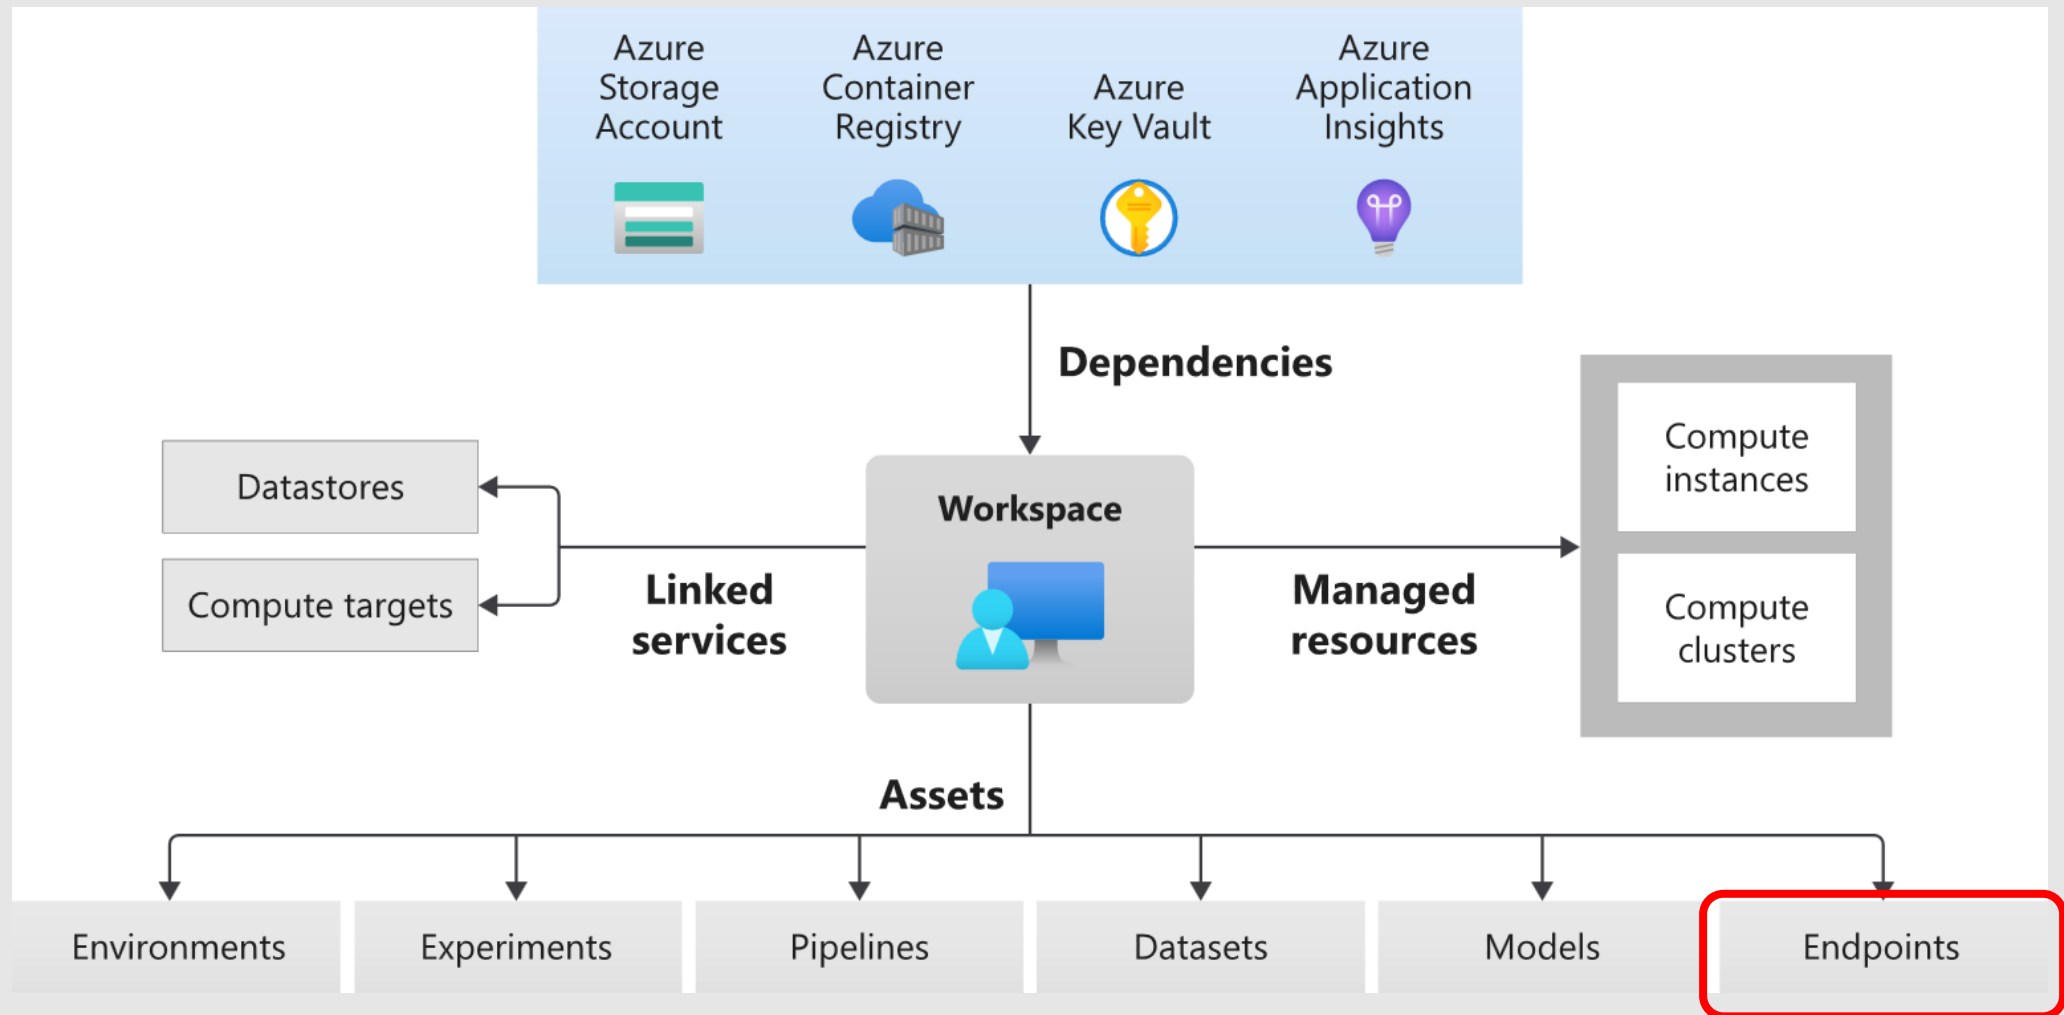 Azure
Storage
Account
Azure
Container
Registry
Azure
Key Vault
Azure
Application
Insights
Dependencies
Datastores
Compute targets
Linked
services
Workspace
Managed
resources
Compute
instances
Compute
clusters
Assets
Environments
Experiments
Pipelines
Datasets
Models
Endpoints